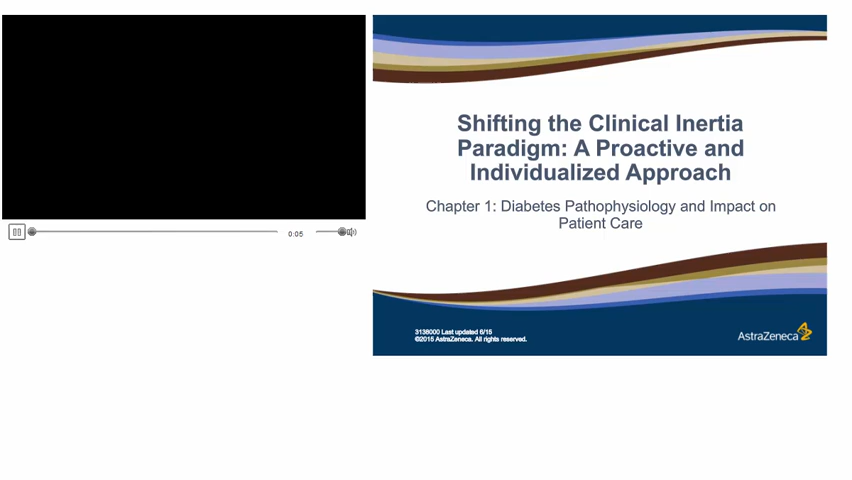 0:05
Shifting the Clinical Inertia
Paradigm: A Proactive and
Individualized Approach
Chapter 1: Diabetes Pathophysiology and Impact on
Patient Care
3138000 Last updated 6/15
©2015 AstraZeneca. All rights reserved.
AstraZeneca